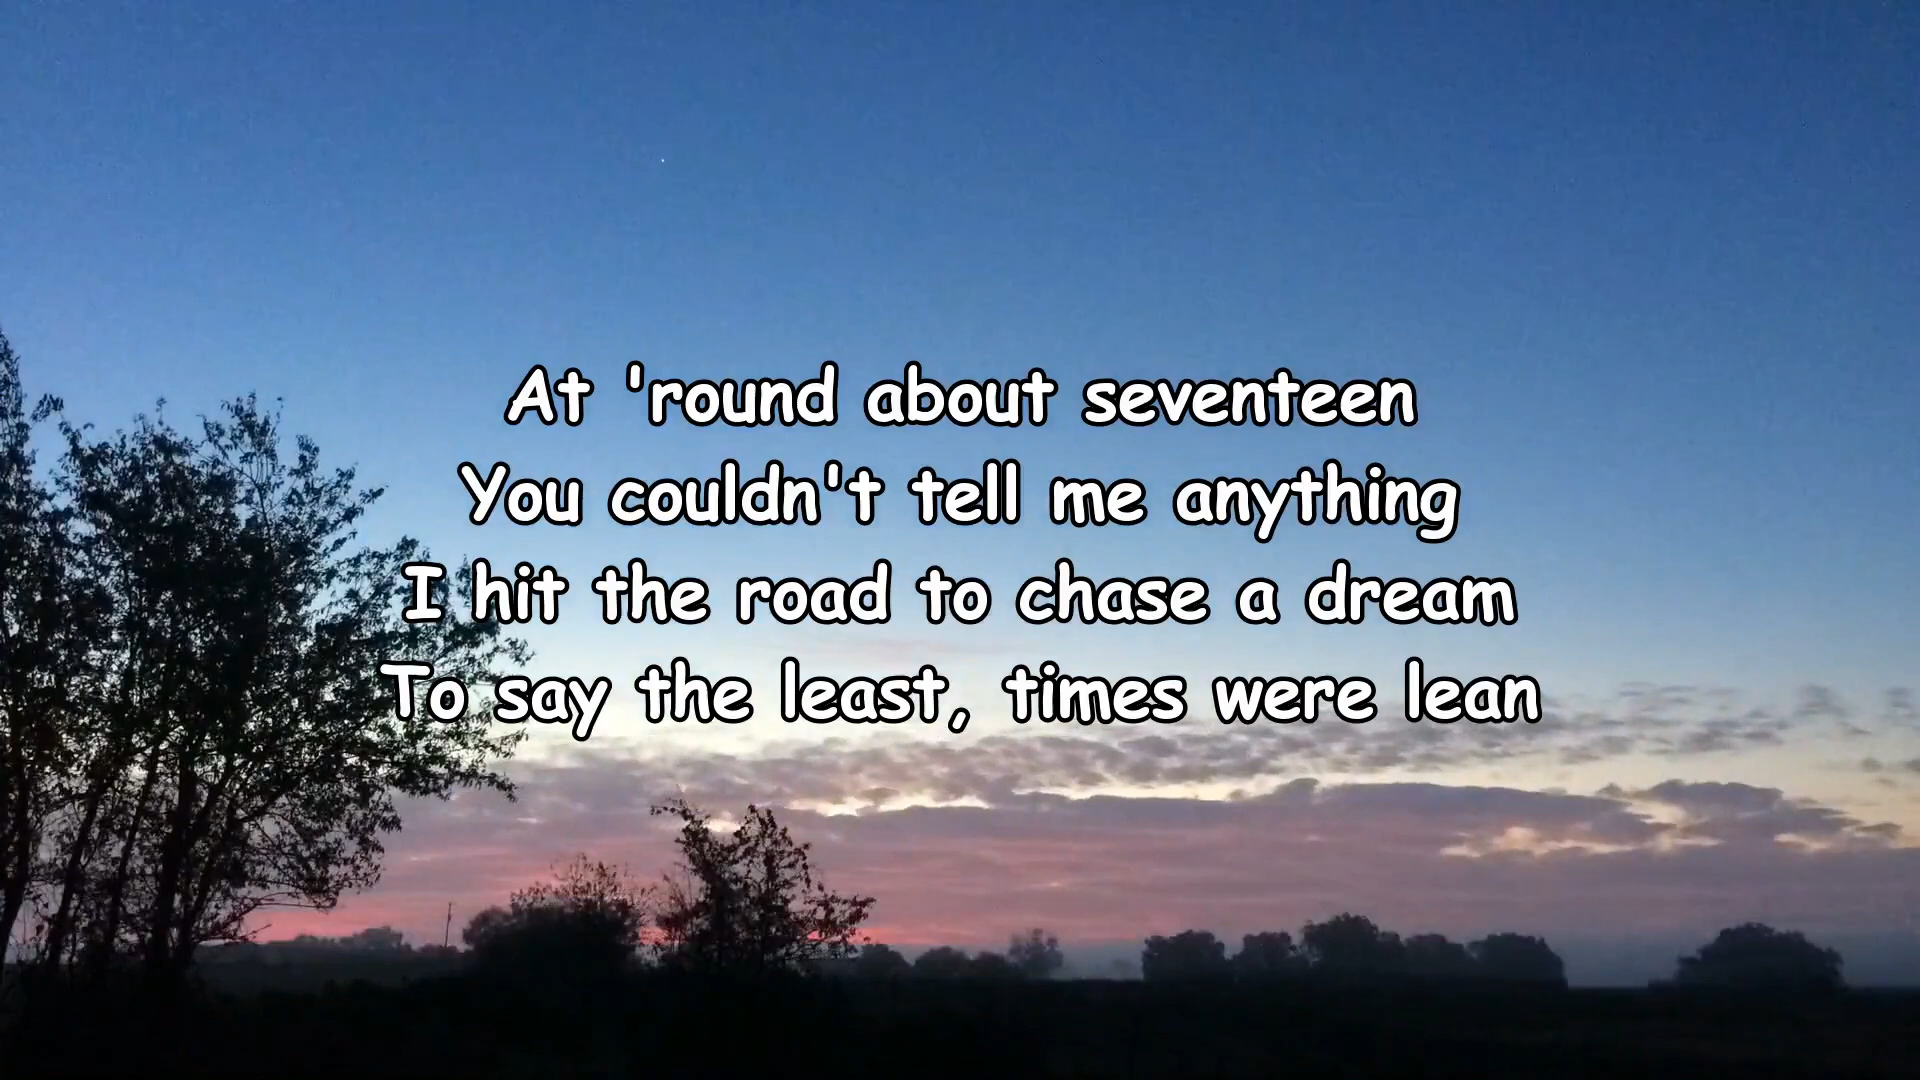 At 'round about seventeen
You couldn't tell me anything
I hit the road to chase a dream
To say the least, times were lean